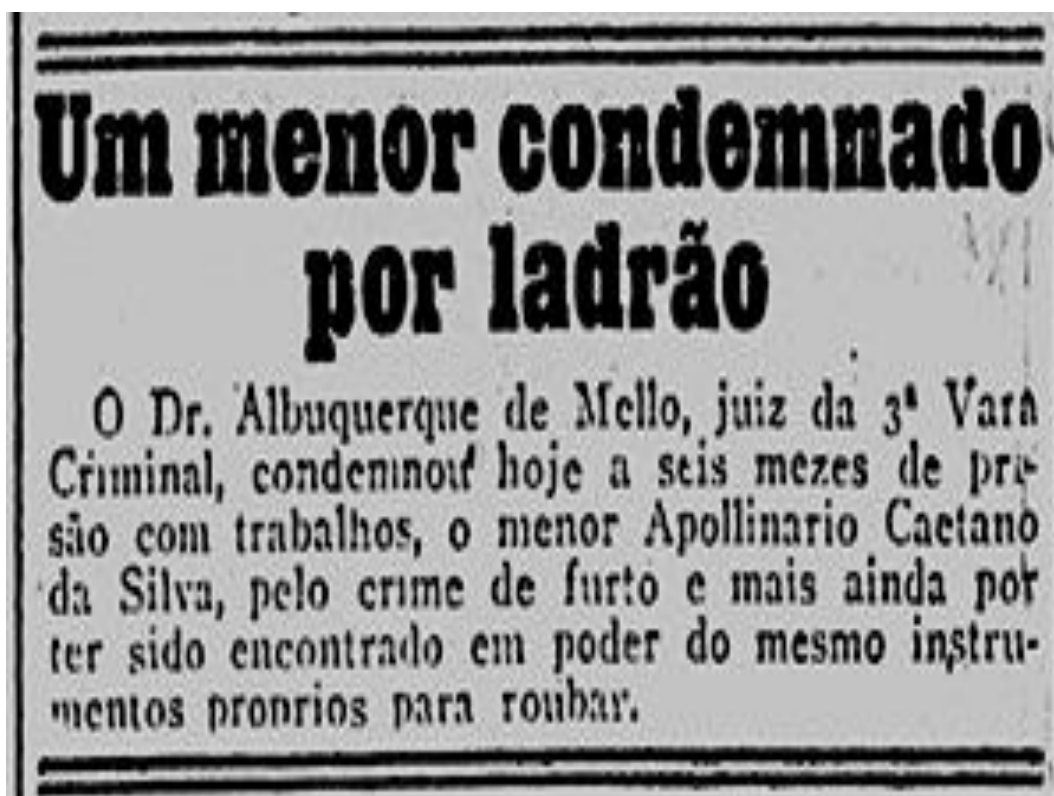 Um menor condemnado
por ladrão
O Dr. Albuquerque de Mello, juiz da 3ª Vara
Criminal, condemnou hoje a seis mezes de pri-
são com trabalhos, o menor Apollinario Caetano
da Silva, pelo crime de furto e mais ainda por
ter sido encontrado em poder do mesmo instru-
mentos proprios para roubar.